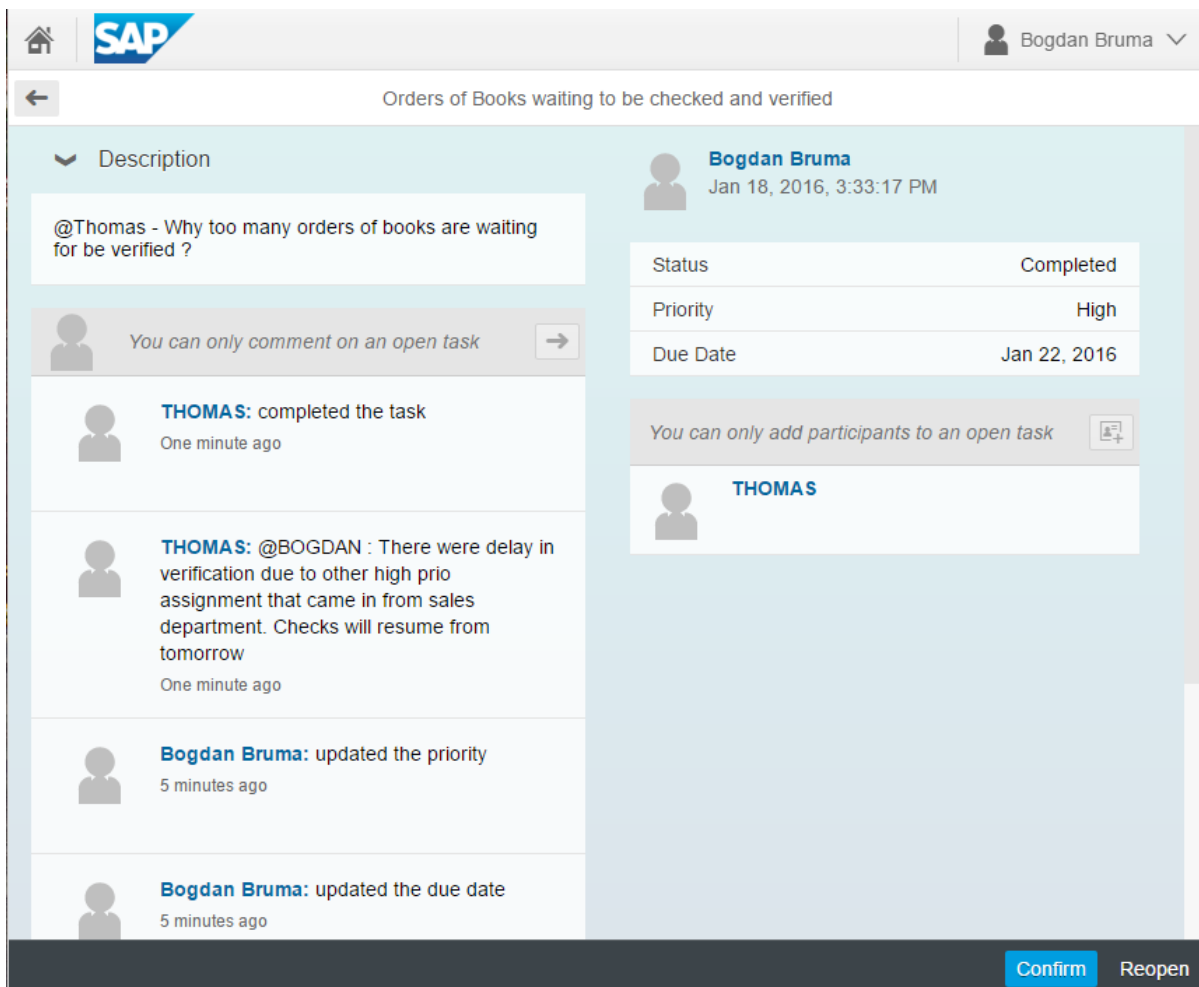 SAP
Bogdan Bruma
Orders of Books waiting to be checked and verified
Description
@Thomas - Why too many orders of books are waiting
for be verified ?
You can only comment on an open task
THOMAS: completed the task
One minute ago
THOMAS: @BOGDAN : There were delay in
verification due to other high prio
assignment that came in from sales
department. Checks will resume from
tomorrow
One minute ago
Bogdan Bruma: updated the priority
5 minutes ago
Bogdan Bruma: updated the due date
5 minutes ago
Bogdan Bruma
Jan 18, 2016, 3:33:17 PM
Status Completed
Priority High
Due Date Jan 22, 2016
You can only add participants to an open task
THOMAS
Confirm Reopen